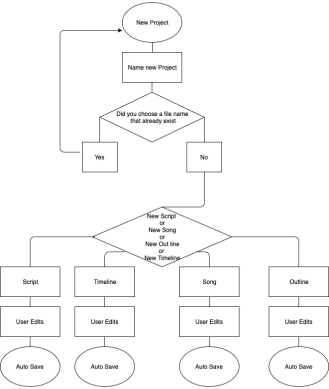 New Project
Name new Project
Did you choose a file name
that already exist
Yes
No
New Script
or
New Song
or
New Out line
or
New Timeline
Script
Timeline
Song
Outline
User Edits
User Edits
User Edits
User Edits
Auto Save
Auto Save
Auto Save
Auto Save